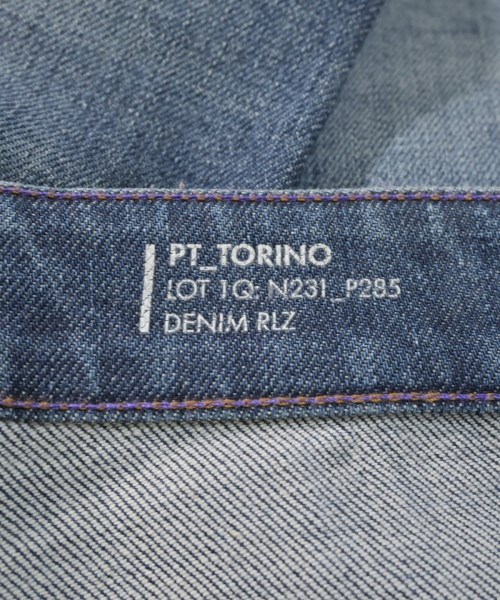 PT_TORINO
LOT 1Q: N231_P285
DENIM RLZ